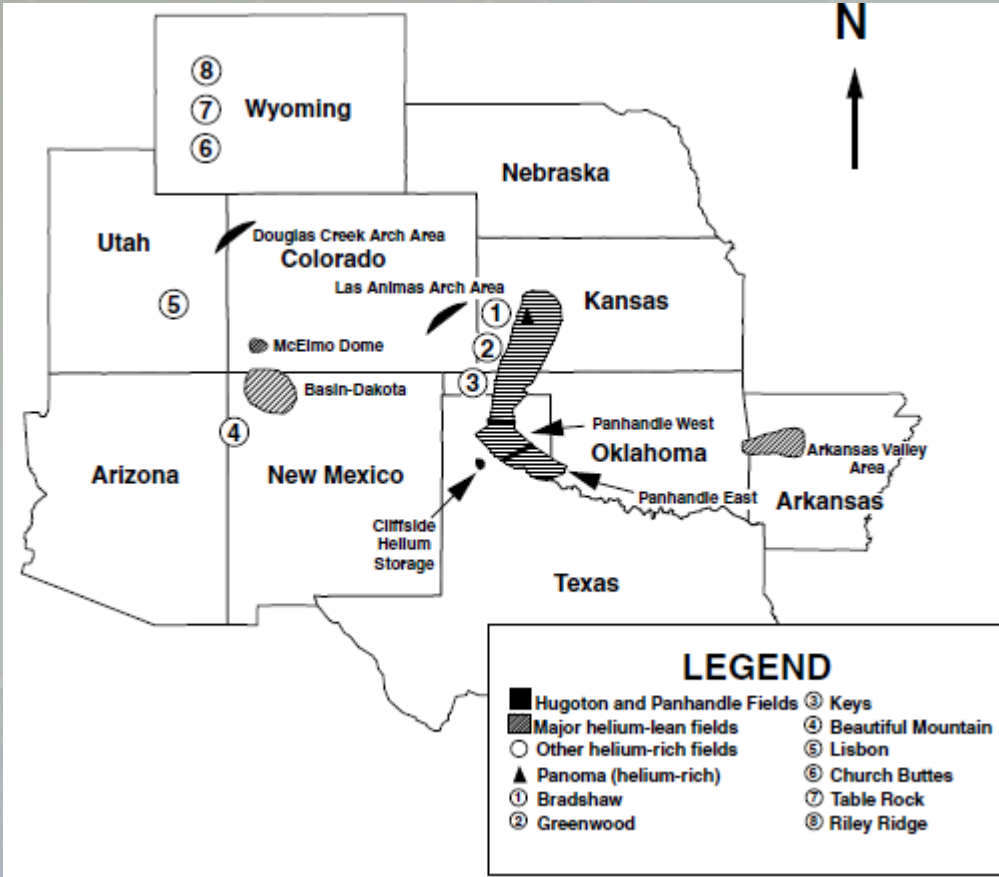 N
8
7
Wyoming
6
Nebraska
Utah
Douglas Creek Arch Area
Colorado
Las Animas Arch Area
5
1
Kansas
2
McElmo Dome
3
Basin-Dakota
4
Panhandle West
Arizona
New Mexico
Oklahoma
Arkansas Valley
Area
Panhandle East
Arkansas
Cliffside
Helium
Storage
Texas
LEGEND
Hugoton and Panhandle Fields
Major helium-lean fields
Other helium-rich fields
Panoma (helium-rich)
1 Bradshaw
2 Greenwood
3 Keys
4 Beautiful Mountain
5 Lisbon
6 Church Buttes
7 Table Rock
8 Riley Ridge